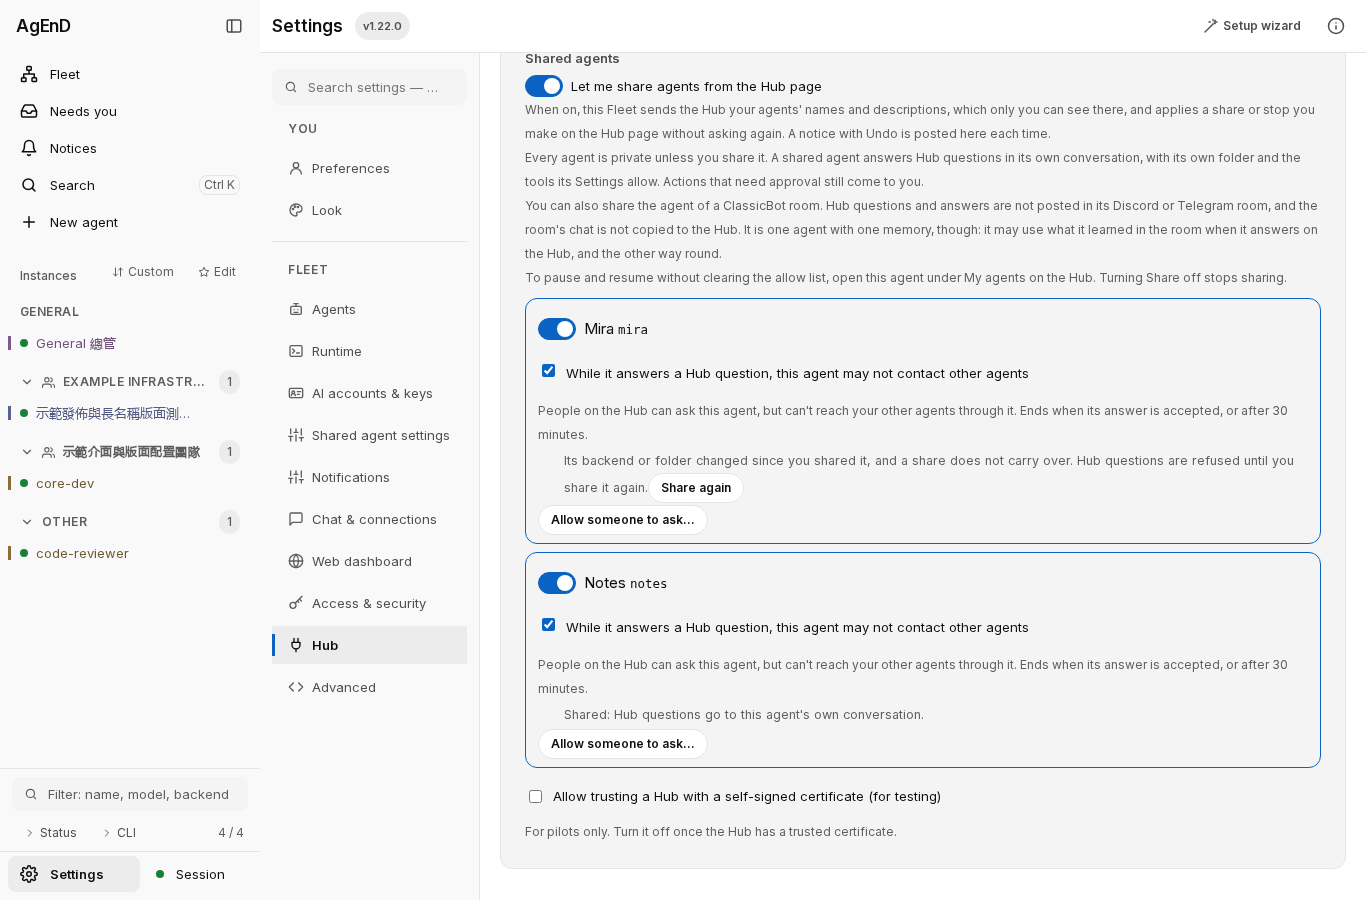 AgEnD
Settings
v1.22.0
Setup wizard
Fleet
Needs you
Notices
Search
Ctrl K
New agent
Instances
Custom
Edit
GENERAL
General 總管
EXAMPLE INFRASTR...
1
示範發佈與長名稱版面測...
示範介面與版面配置團隊
1
core-dev
OTHER
1
code-reviewer
Filter: name, model, backend
Status
CLI
4 / 4
Settings
Session
Search settings — ...
YOU
Preferences
Look
FLEET
Agents
Runtime
AI accounts & keys
Shared agent settings
Notifications
Chat & connections
Web dashboard
Access & security
Hub
Advanced
Shared agents
Let me share agents from the Hub page
When on, this Fleet sends the Hub your agents' names and descriptions, which only you can see there, and applies a share or stop you
make on the Hub page without asking again. A notice with Undo is posted here each time.
Every agent is private unless you share it. A shared agent answers Hub questions in its own conversation, with its own folder and the
tools its Settings allow. Actions that need approval still come to you.
You can also share the agent of a ClassicBot room. Hub questions and answers are not posted in its Discord or Telegram room, and the
room's chat is not copied to the Hub. It is one agent with one memory, though: it may use what it learned in the room when it answers on
the Hub, and the other way round.
To pause and resume without clearing the allow list, open this agent under My agents on the Hub. Turning Share off stops sharing.
Mira mira
While it answers a Hub question, this agent may not contact other agents
People on the Hub can ask this agent, but can't reach your other agents through it. Ends when its answer is accepted, or after 30
minutes.
Its backend or folder changed since you shared it, and a share does not carry over. Hub questions are refused until you
share it again. Share again
Allow someone to ask...
Notes notes
While it answers a Hub question, this agent may not contact other agents
People on the Hub can ask this agent, but can't reach your other agents through it. Ends when its answer is accepted, or after 30
minutes.
Shared: Hub questions go to this agent's own conversation.
Allow someone to ask...
Allow trusting a Hub with a self-signed certificate (for testing)
For pilots only. Turn it off once the Hub has a trusted certificate.